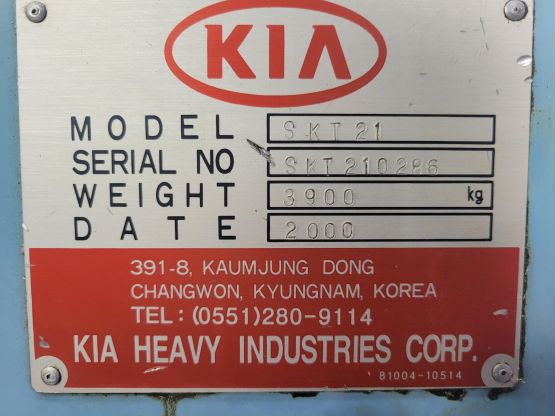 KIA
MODEL SKT21
SERIAL NO SKT210286
WEIGHT 3900 kg
DATE 2000
391-8, KAUMJUNG DONG
CHANGWON, KYUNGNAM, KOREA
TEL: (0551)280-9114
KIA HEAVY INDUSTRIES CORP.
81004-10514